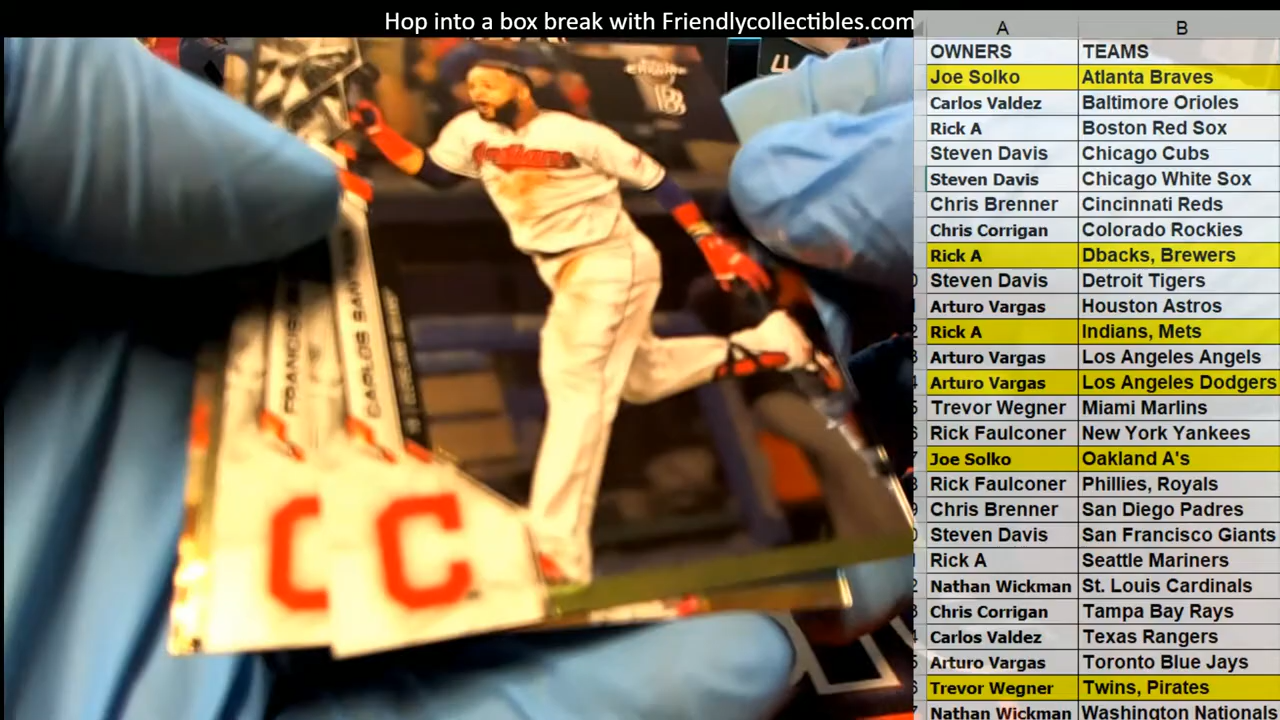 Hop into a box break with Friendlycollectibles.com
A B
OWNERS TEAMS
Joe Solko Atlanta Braves
Carlos Valdez Baltimore Orioles
Rick A Boston Red Sox
Steven Davis Chicago Cubs
Steven Davis Chicago White Sox
Chris Brenner Cincinnati Reds
Chris Corrigan Colorado Rockies
Rick A Dbacks, Brewers
Steven Davis Detroit Tigers
Arturo Vargas Houston Astros
Rick A Indians, Mets
Arturo Vargas Los Angeles Angels
Arturo Vargas Los Angeles Dodgers
Trevor Wegner Miami Marlins
Rick Faulconer New York Yankees
Joe Solko Oakland A's
Rick Faulconer Phillies, Royals
Chris Brenner San Diego Padres
Steven Davis San Francisco Giants
Rick A Seattle Mariners
Nathan Wickman St. Louis Cardinals
Chris Corrigan Tampa Bay Rays
Carlos Valdez Texas Rangers
Arturo Vargas Toronto Blue Jays
Trevor Wegner Twins, Pirates
Nathan Wickman Washington Nationals
4
Indians
CARLOS SAN
C
C